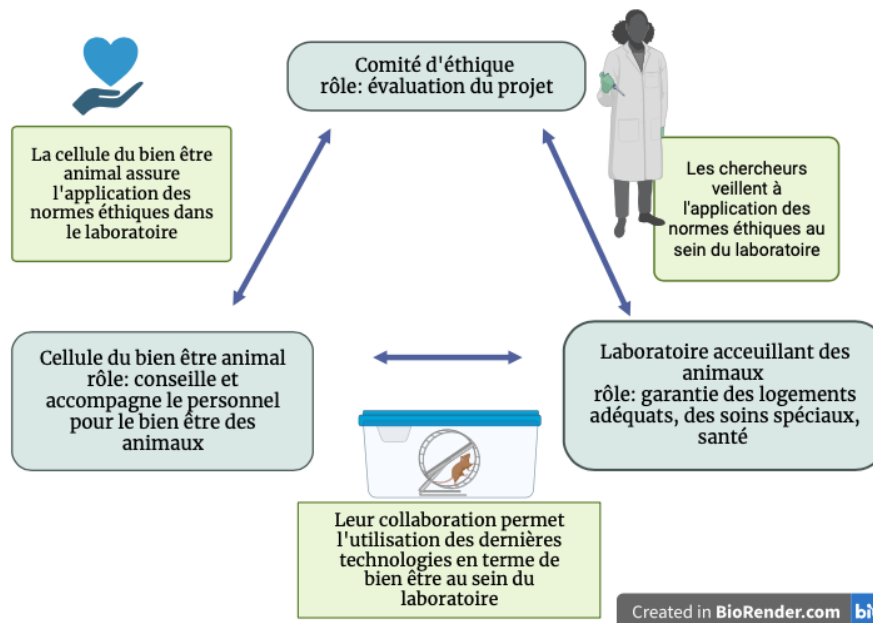 Comité d'éthique
rôle: évaluation du projet
La cellule du bien être
animal assure
l'application des
normes éthiques dans
le laboratoire
Les chercheurs
veillent à
l'application des
normes éthiques au
sein du laboratoire
Cellule du bien être animal
rôle: conseille et
accompagne le personnel
pour le bien être des
animaux
Laboratoire acceuillant des
animaux
rôle: garantie des logements
adéquats, des soins spéciaux,
santé
Leur collaboration permet
l'utilisation des dernières
technologies en terme de
bien être au sein du
laboratoire
Created in BioRender.com